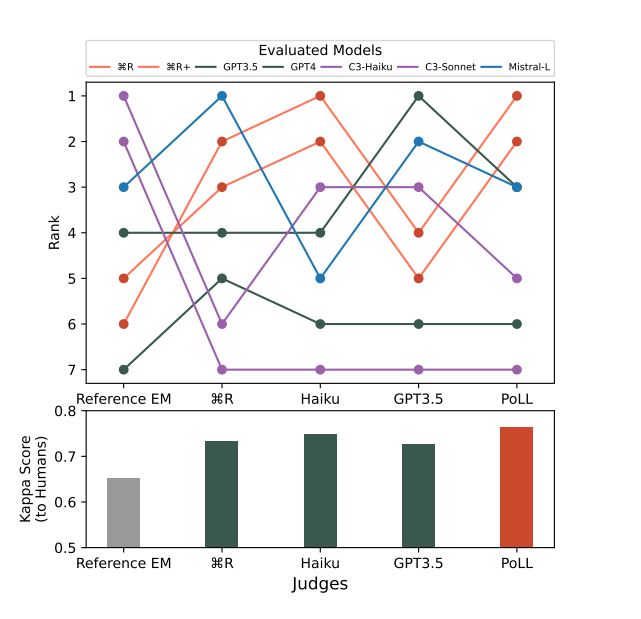 Evaluated Models
⌘R ⌘R+ GPT3.5 GPT4 C3-Haiku C3-Sonnet Mistral-L
Rank
1
2
3
4
5
6
7
Reference EM ⌘R Haiku GPT3.5 PoLL
Kappa Score
(to Humans)
0.8
0.7
0.6
0.5
Reference EM ⌘R Haiku GPT3.5 PoLL
Judges